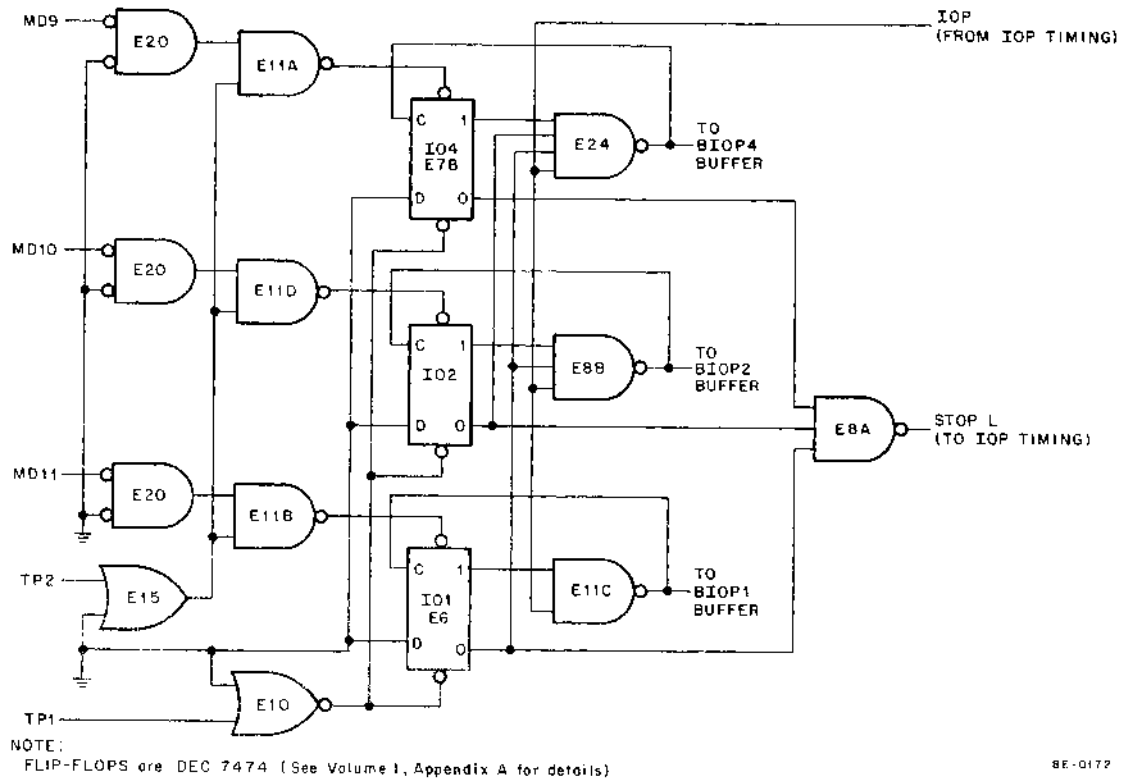 MD9
E20
E11A
IOP
(FROM IOP TIMING)
C 1
IO4
E7B
D 0
E24
TO
BIOP4
BUFFER
MD10
E20
E11D
C 1
IO2
D 0
E8B
TO
BIOP2
BUFFER
E8A
STOP L
(TO IOP TIMING)
MD11
E20
E11B
C 1
IO1
E6
D 0
E11C
TO
BIOP1
BUFFER
TP2
E15
E10
TP1
NOTE:
FLIP-FLOPS are DEC 7474 (See Volume 1, Appendix A for details)
8E-0172